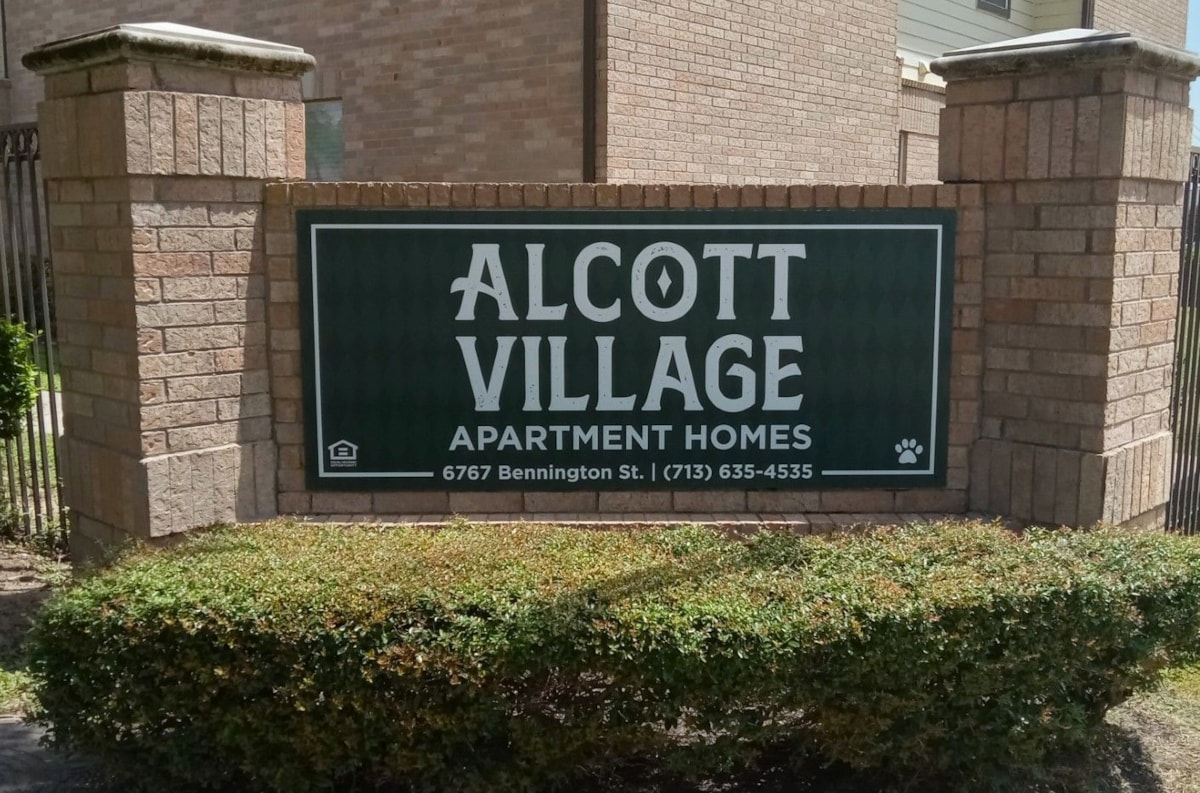 ALCOTT
VILLAGE
APARTMENT HOMES
6767 Bennington St. | (713) 635-4535